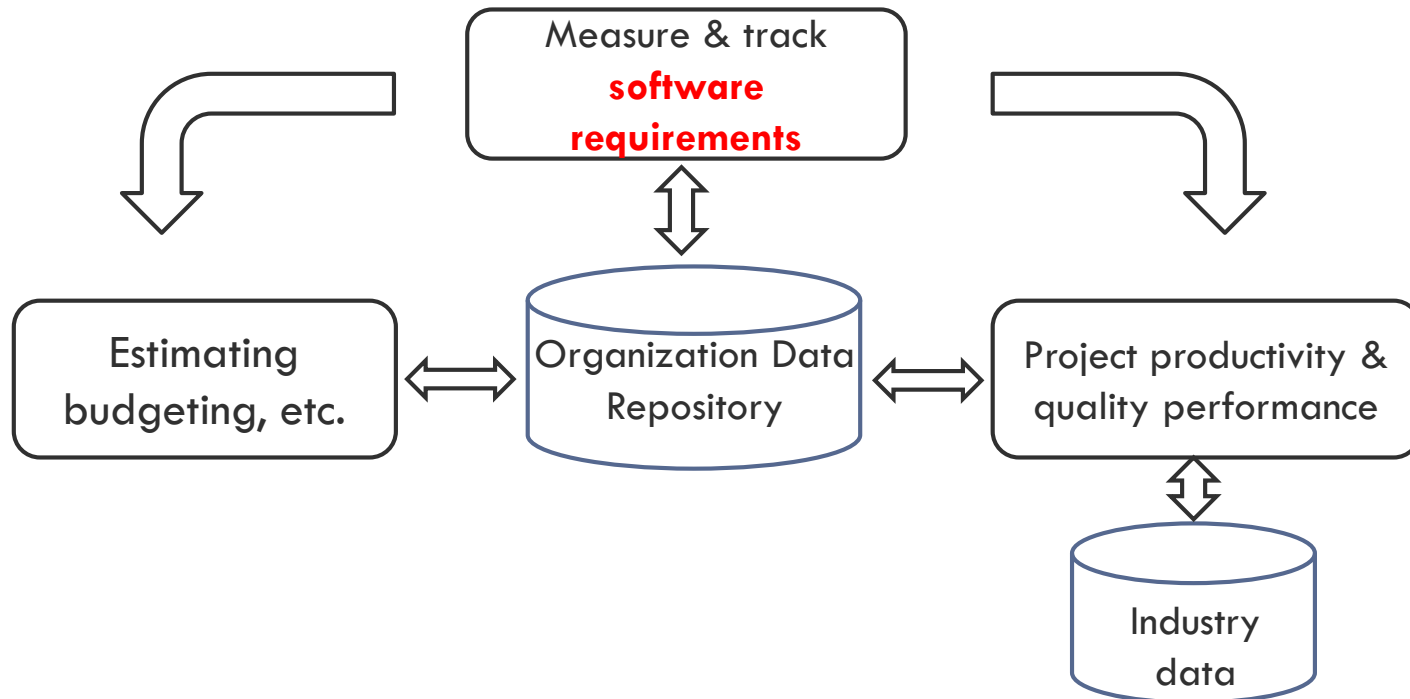 Measure & track
software
requirements
Estimating
budgeting, etc.
Organization Data
Repository
Project productivity &
quality performance
Industry
data